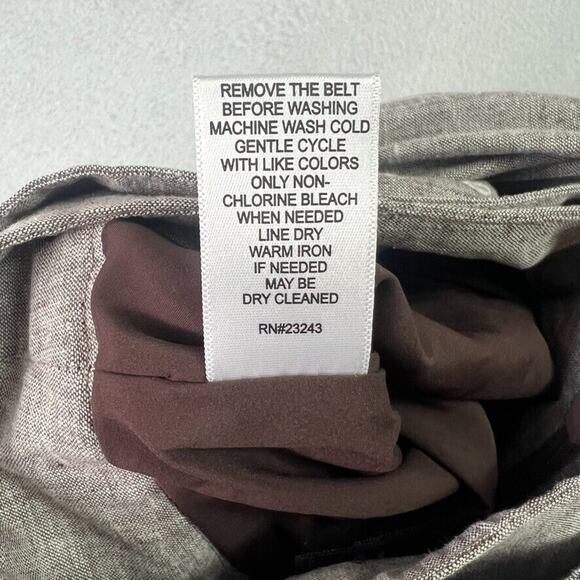 REMOVE THE BELT
BEFORE WASHING
MACHINE WASH COLD
GENTLE CYCLE
WITH LIKE COLORS
ONLY NON-
CHLORINE BLEACH
WHEN NEEDED
LINE DRY
WARM IRON
IF NEEDED
MAY BE
DRY CLEANED
RN#23243